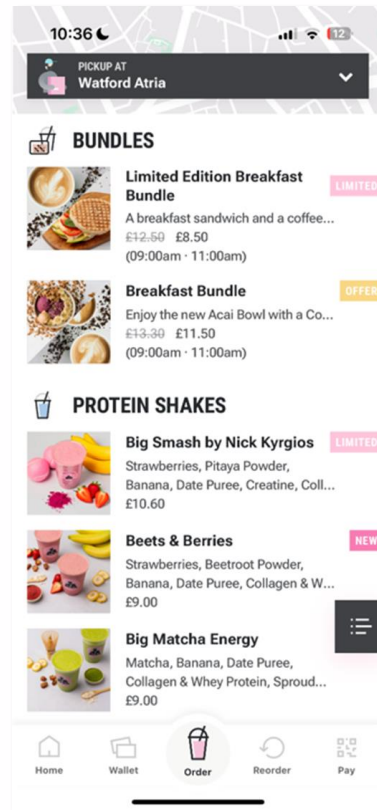 10:36
12
PICKUP AT
Watford Atria
BUNDLES
Limited Edition Breakfast
Bundle
LIMITED
A breakfast sandwich and a coffee...
£12.50 £8.50
(09:00am · 11:00am)
Breakfast Bundle
OFFER
Enjoy the new Acai Bowl with a Co...
£13.30 £11.50
(09:00am · 11:00am)
PROTEIN SHAKES
Big Smash by Nick Kyrgios
LIMITED
Strawberries, Pitaya Powder,
Banana, Date Puree, Creatine, Coll...
£10.60
Beets & Berries
NEW
Strawberries, Beetroot Powder,
Banana, Date Puree, Collagen & W...
£9.00
Big Matcha Energy
Matcha, Banana, Date Puree,
Collagen & Whey Protein, Sproud...
£9.00
Home Wallet Order Reorder Pay